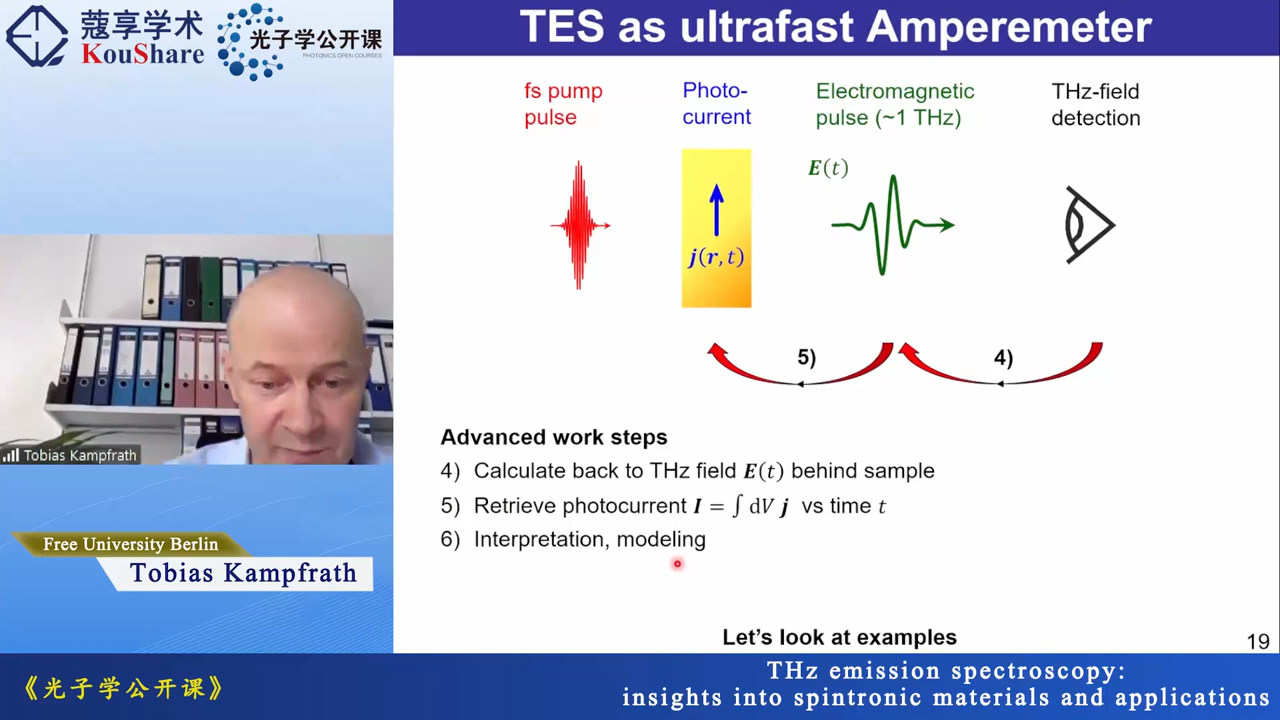 蔻享学术
KouShare
光子学公开课
PHOTONICS OPEN COURSES
TES as ultrafast Amperemeter
fs pump
pulse
Photo-
current
Electromagnetic
pulse (~1 THz)
THz-field
detection
E(t)
j(r, t)
5)
4)
Advanced work steps
4) Calculate back to THz field E(t) behind sample
5) Retrieve photocurrent I = ∫ dV j vs time t
6) Interpretation, modeling
Let's look at examples
19
Tobias Kampfrath
Free University Berlin
Tobias Kampfrath
《光子学公开课》
THz emission spectroscopy:
insights into spintronic materials and applications